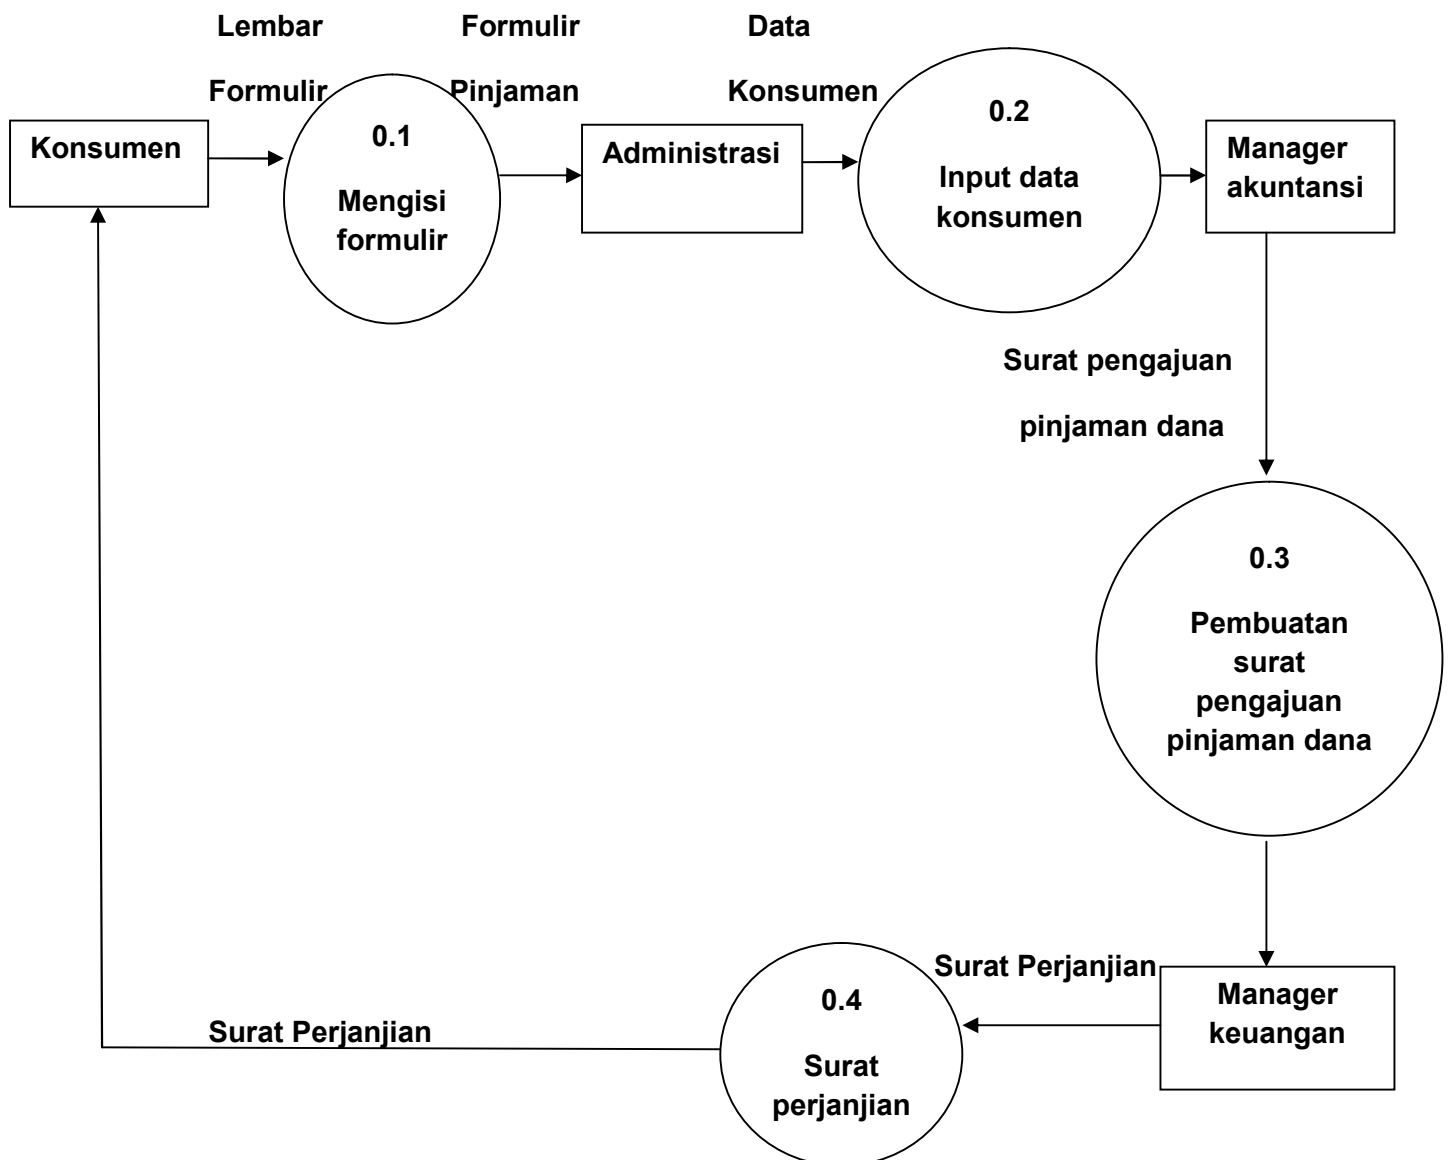 Lembar Formulir Data
Formulir Pinjaman Konsumen
Konsumen
0.1
Mengisi
formulir
Administrasi
0.2
Input data
konsumen
Manager
akuntansi
Surat pengajuan
pinjaman dana
0.3
Pembuatan
surat
pengajuan
pinjaman dana
Manager
keuangan
Surat Perjanjian
0.4
Surat
perjanjian
Surat Perjanjian